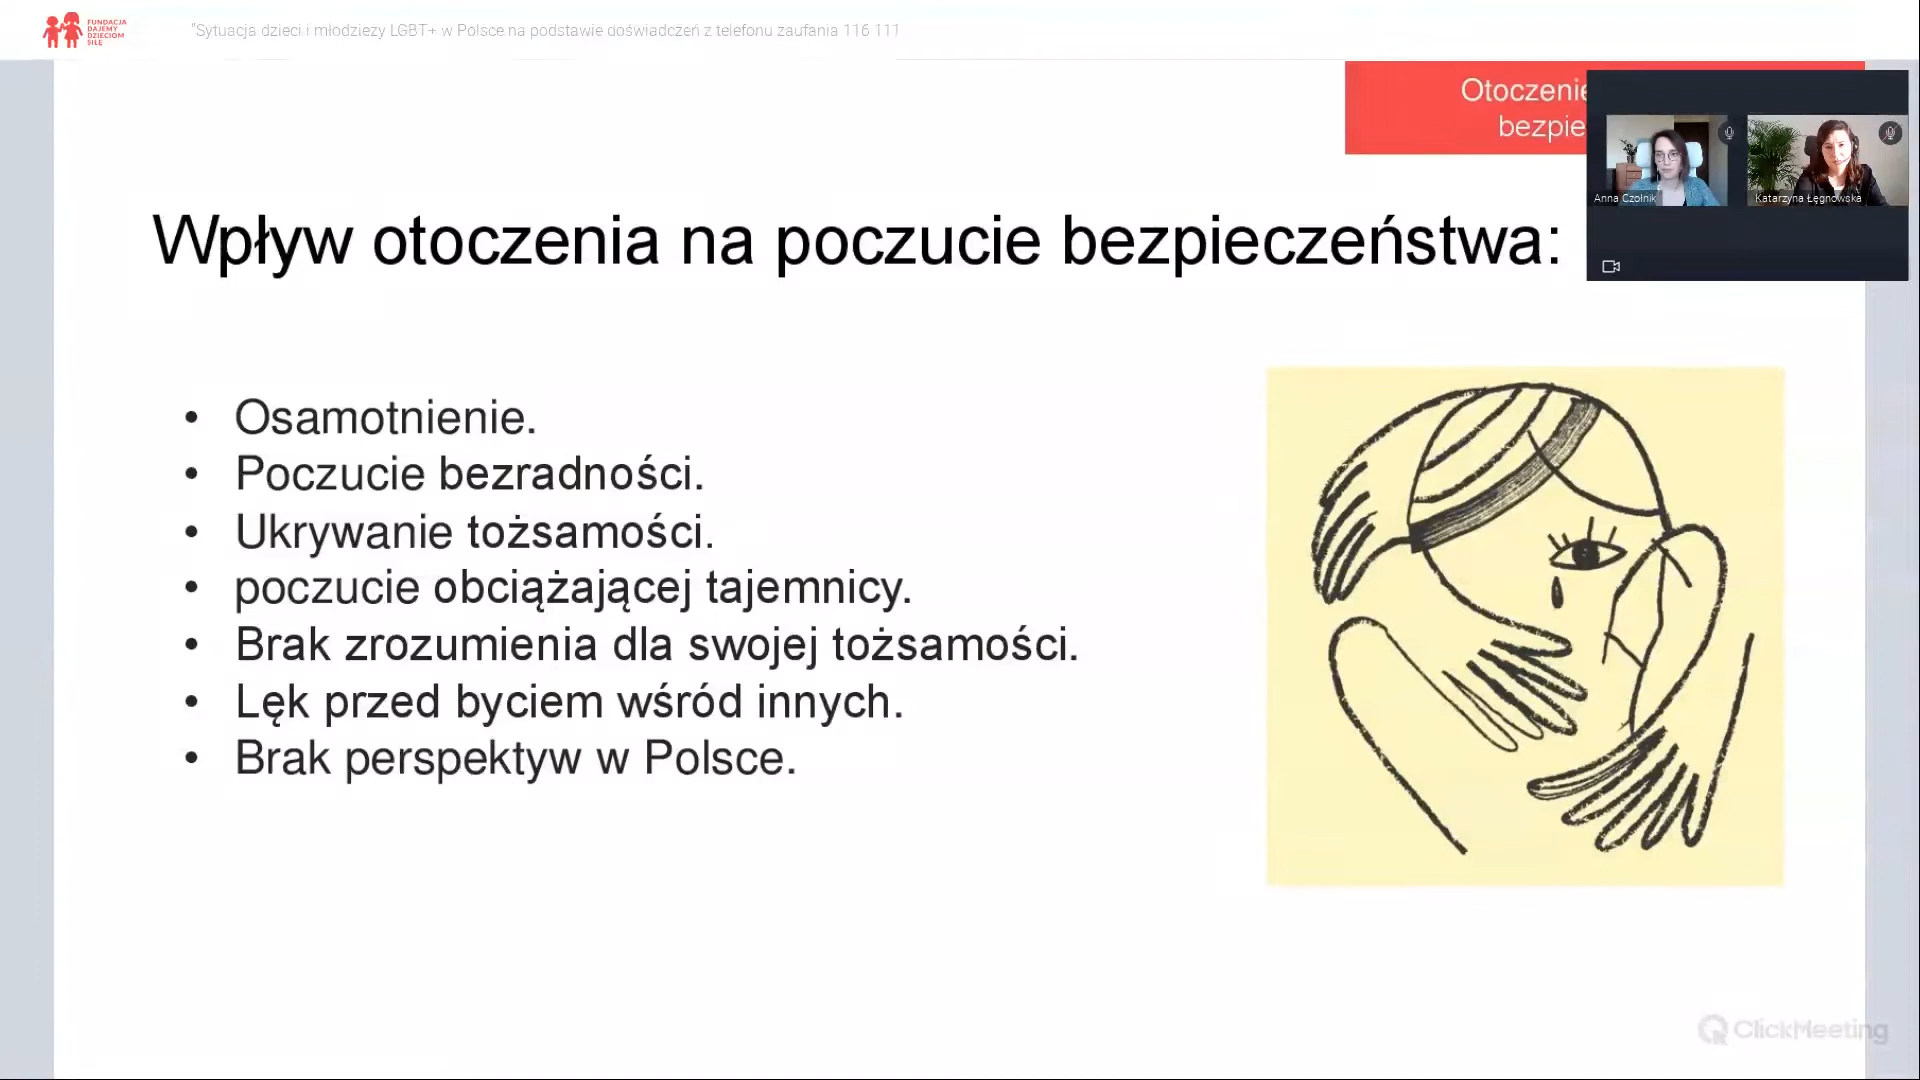 FUNDACJA
DAJEMY
DZIECIOM
SIŁĘ
"Sytuacja dzieci i młodzieży LGBT+ w Polsce na podstawie doświadczeń z telefonu zaufania 116 111
Otoczenie
bezpie
Anna Czołnik
Katarzyna Łęgnowska
Wpływ otoczenia na poczucie bezpieczeństwa:
• Osamotnienie.
• Poczucie bezradności.
• Ukrywanie tożsamości.
• poczucie obciążającej tajemnicy.
• Brak zrozumienia dla swojej tożsamości.
• Lęk przed byciem wśród innych.
• Brak perspektyw w Polsce.
ClickMeeting